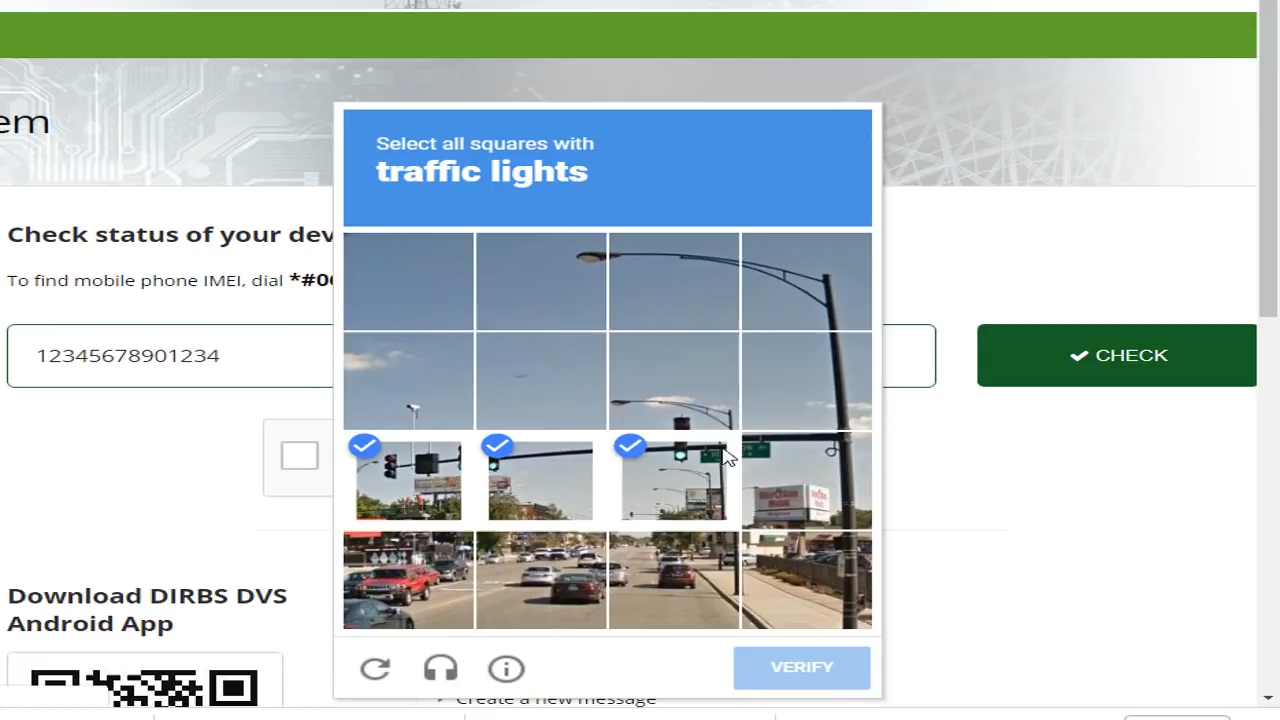 em
Select all squares with
traffic lights
Check status of your dev
To find mobile phone IMEI, dial *#0
12345678901234
CHECK
Download DIRBS DVS
Android App
VERIFY
Create a new message